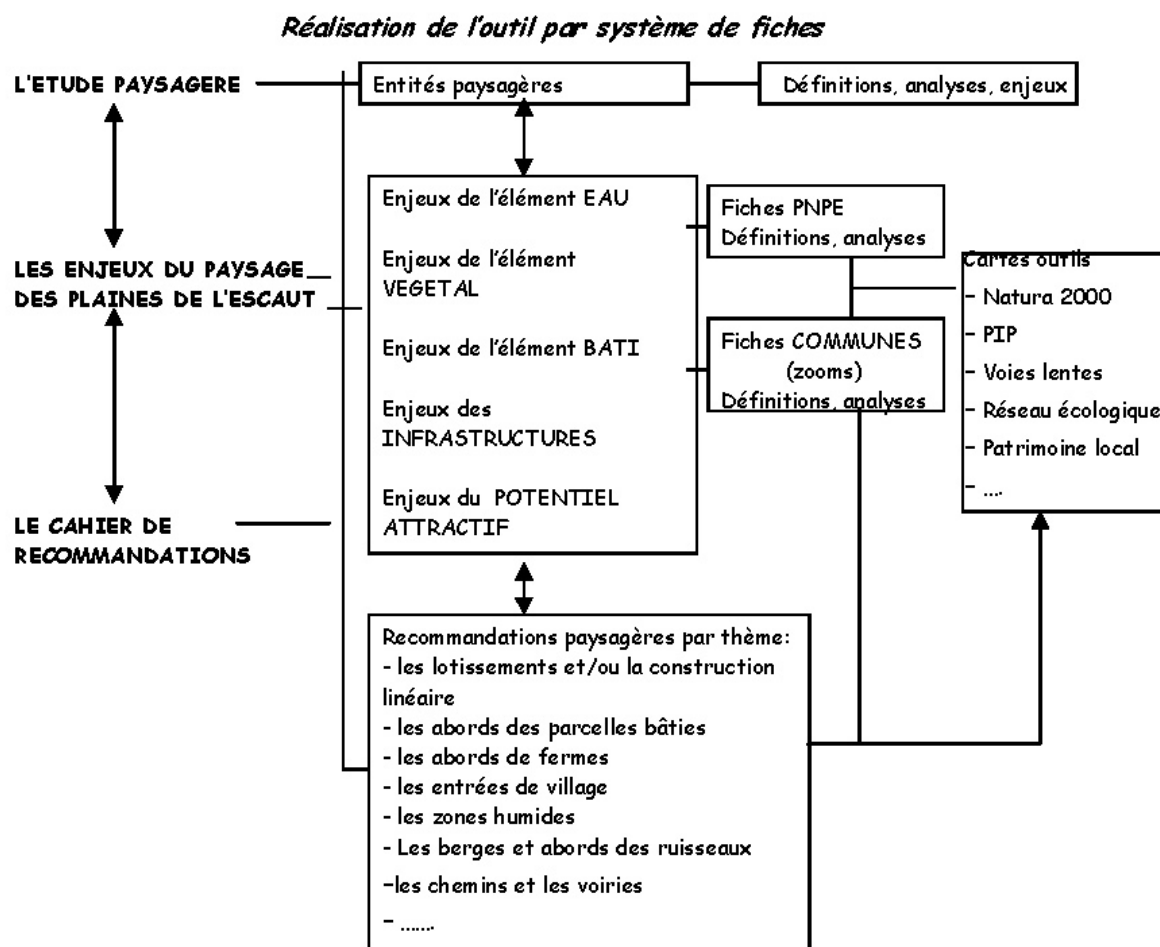 Réalisation de l'outil par système de fiches
L'ETUDE PAYSAGERE
Entités paysagères
Définitions, analyses, enjeux
LES ENJEUX DU PAYSAGE
DES PLAINES DE L'ESCAUT
LE CAHIER DE
RECOMMANDATIONS
Enjeux de l'élément EAU
Enjeux de l'élément
VEGETAL
Enjeux de l'élément BATI
Enjeux des
INFRASTRUCTURES
Enjeux du POTENTIEL
ATTRACTIF
Fiches PNPE
Définitions, analyses
Fiches COMMUNES
(zooms)
Définitions, analyses
Cartes outils
- Natura 2000
- PIP
- Voies lentes
- Réseau écologique
- Patrimoine local
- ....
Recommandations paysagères par thème:
- les lotissements et/ou la construction
linéaire
- les abords des parcelles bâties
- les abords de fermes
- les entrées de village
- les zones humides
- Les berges et abords des ruisseaux
-les chemins et les voiries
- .......